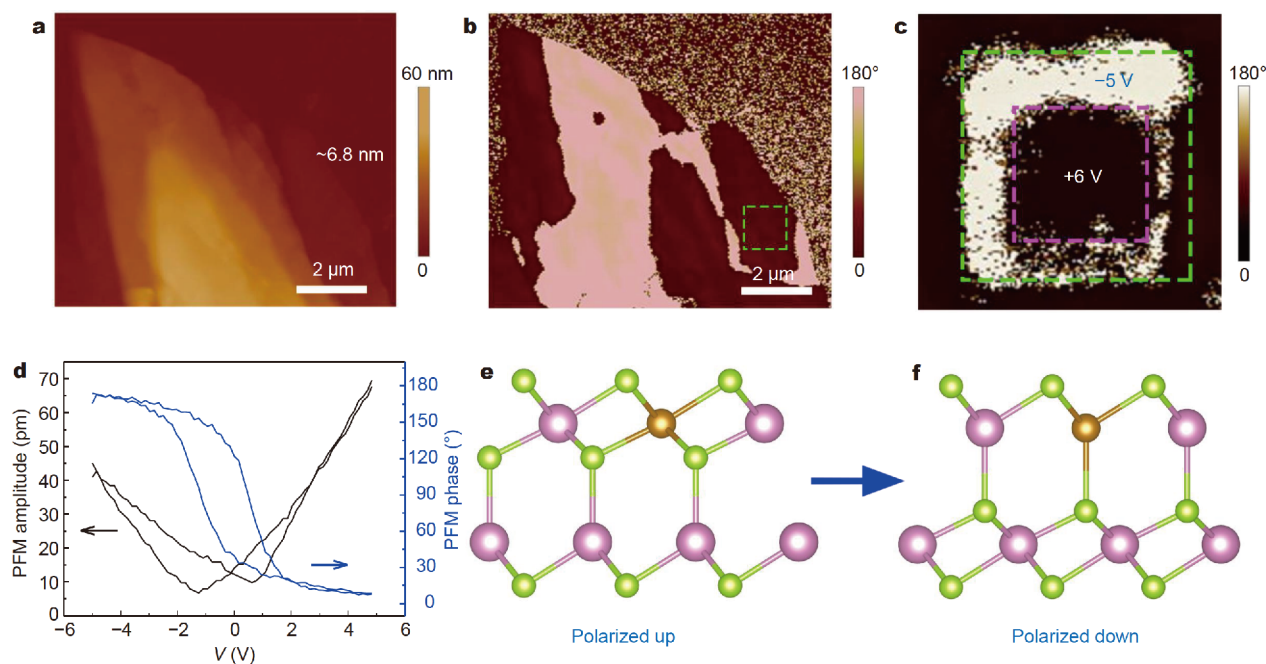 a
60 nm
~6.8 nm
2 μm
0
b
180°
2 μm
0
c
180°
−5 V
+6 V
0
d
70
60
50
40
30
20
10
0
PFM amplitude (pm)
−6
−4
−2
0
2
4
6
V (V)
180
150
120
90
60
30
0
PFM phase (°)
e
Polarized up
f
Polarized down